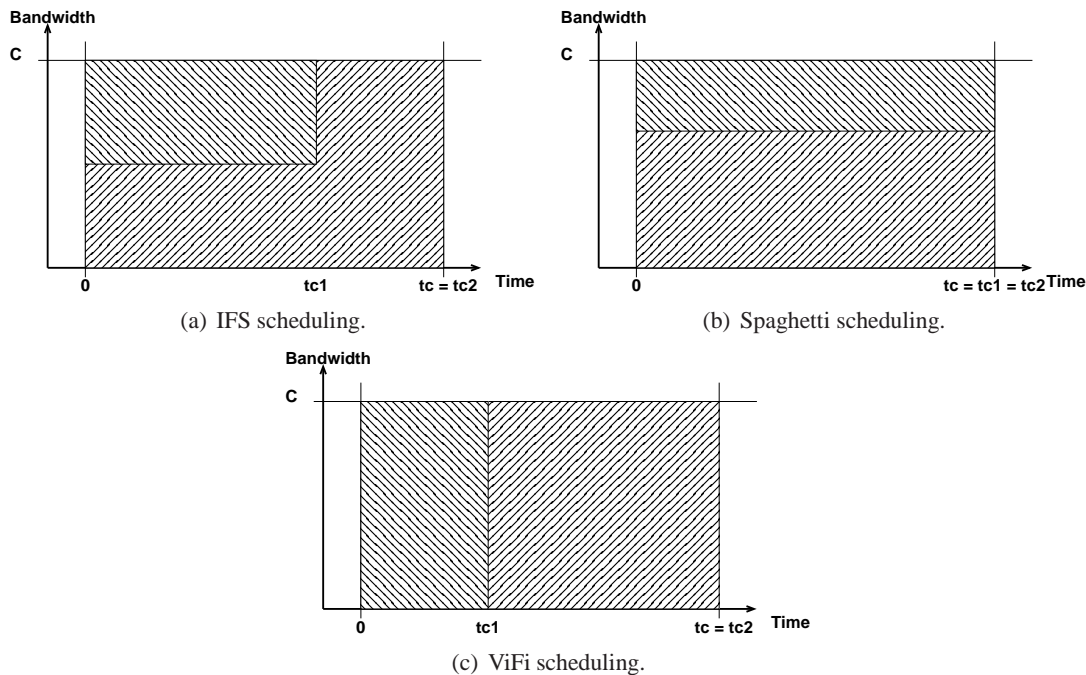 Bandwidth
C
0
tc1
tc = tc2
Time
(a) IFS scheduling.
Bandwidth
C
0
tc = tc1 = tc2
Time
(b) Spaghetti scheduling.
Bandwidth
C
0
tc1
tc = tc2
Time
(c) ViFi scheduling.